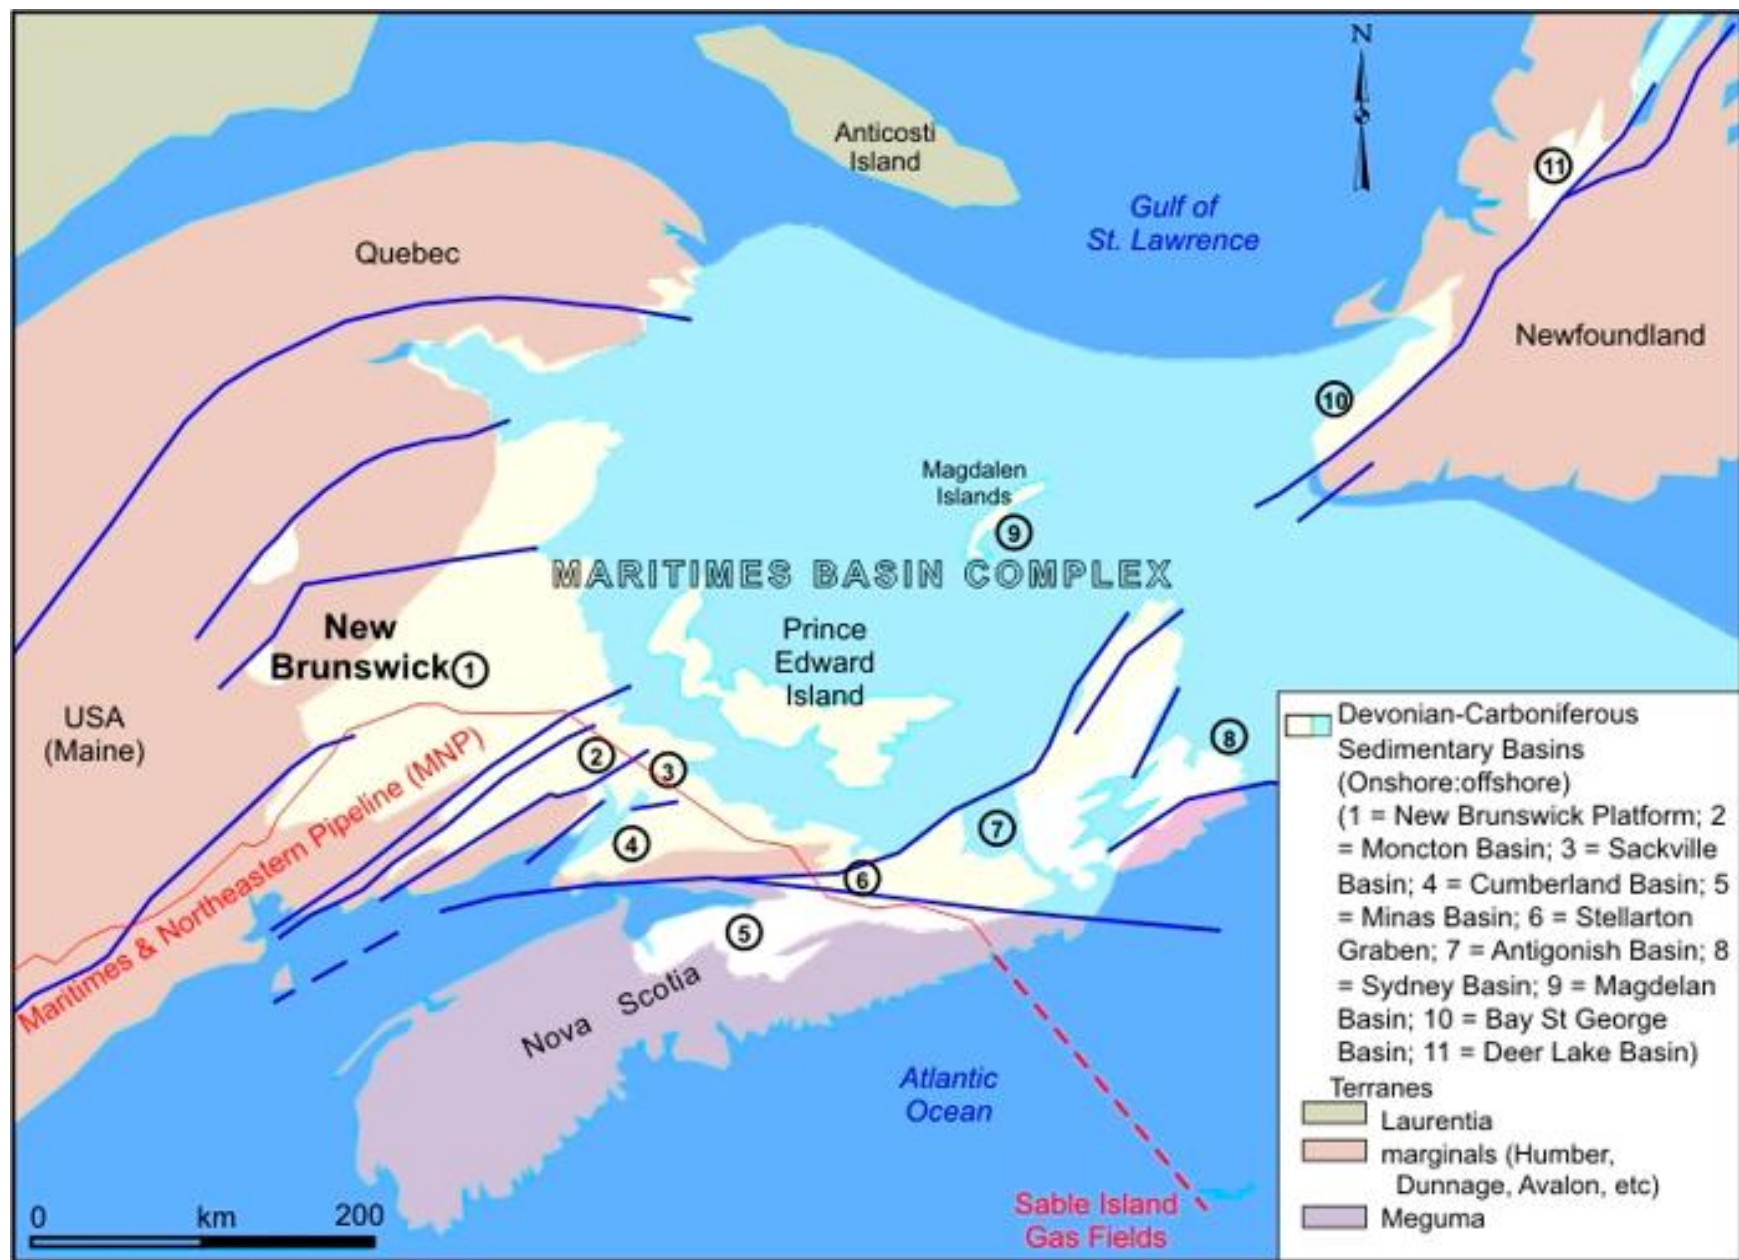 N
Anticosti
Island
Gulf of
St. Lawrence
11
Quebec
Newfoundland
10
Magdalen
Islands
9
MARITIMES BASIN COMPLEX
New
Brunswick 1
Prince
Edward
Island
USA
(Maine)
Maritimes & Northeastern Pipeline (MNP)
2
3
4
5
6
7
8
Nova Scotia
Atlantic
Ocean
Sable Island
Gas Fields
0 km 200
Devonian-Carboniferous
Sedimentary Basins
(Onshore:offshore)
(1 = New Brunswick Platform; 2
= Moncton Basin; 3 = Sackville
Basin; 4 = Cumberland Basin; 5
= Minas Basin; 6 = Stellarton
Graben; 7 = Antigonish Basin; 8
= Sydney Basin; 9 = Magdelan
Basin; 10 = Bay St George
Basin; 11 = Deer Lake Basin)
Terranes
Laurentia
marginals (Humber,
Dunnage, Avalon, etc)
Meguma